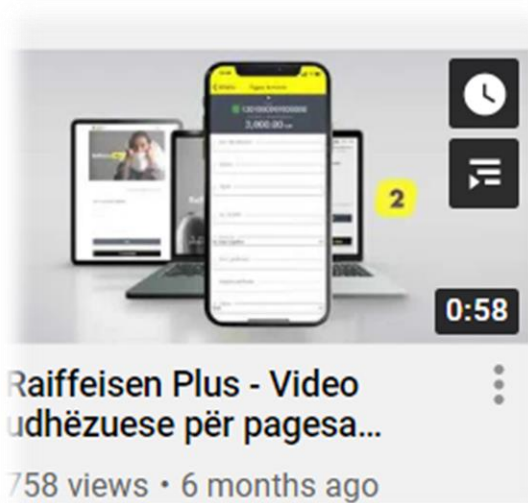 2
0:58
Raiffeisen Plus - Video
udhëzuese për pagesa...
758 views • 6 months ago